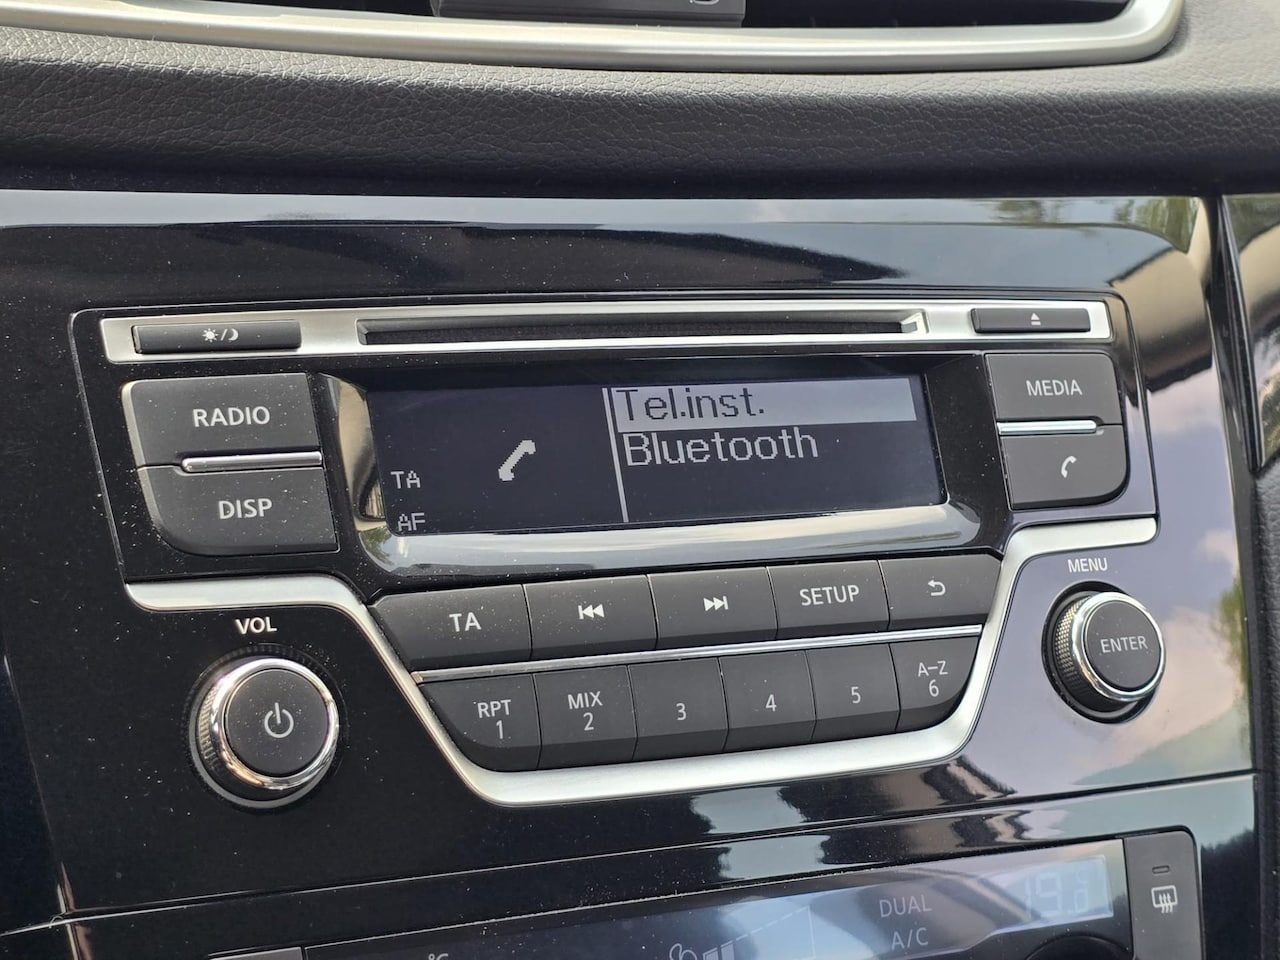 RADIO
DISP
Tel.inst.
Bluetooth
TA
AF
MEDIA
MENU
VOL
TA
SETUP
ENTER
RPT
1
MIX
2
3
4
5
A-Z
6
DUAL
A/C
°C